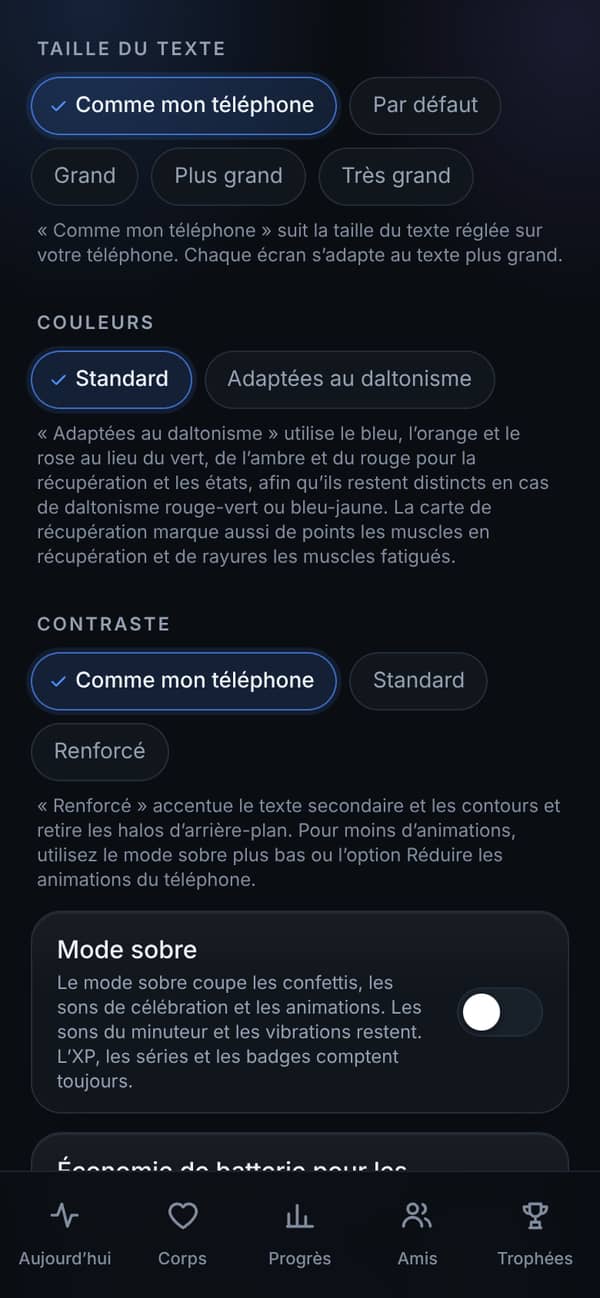 TAILLE DU TEXTE
Comme mon téléphone
Par défaut
Grand
Plus grand
Très grand
« Comme mon téléphone » suit la taille du texte réglée sur
votre téléphone. Chaque écran s’adapte au texte plus grand.
COULEURS
Standard
Adaptées au daltonisme
« Adaptées au daltonisme » utilise le bleu, l’orange et le
rose au lieu du vert, de l’ambre et du rouge pour la
récupération et les états, afin qu’ils restent distincts en cas
de daltonisme rouge-vert ou bleu-jaune. La carte de
récupération marque aussi de points les muscles en
récupération et de rayures les muscles fatigués.
CONTRASTE
Comme mon téléphone
Standard
Renforcé
« Renforcé » accentue le texte secondaire et les contours et
retire les halos d’arrière-plan. Pour moins d’animations,
utilisez le mode sobre plus bas ou l’option Réduire les
animations du téléphone.
Mode sobre
Le mode sobre coupe les confettis, les
sons de célébration et les animations. Les
sons du minuteur et les vibrations restent.
L’XP, les séries et les badges comptent
toujours.
Économie de batterie pour les
Aujourd’hui
Corps
Progrès
Amis
Trophées